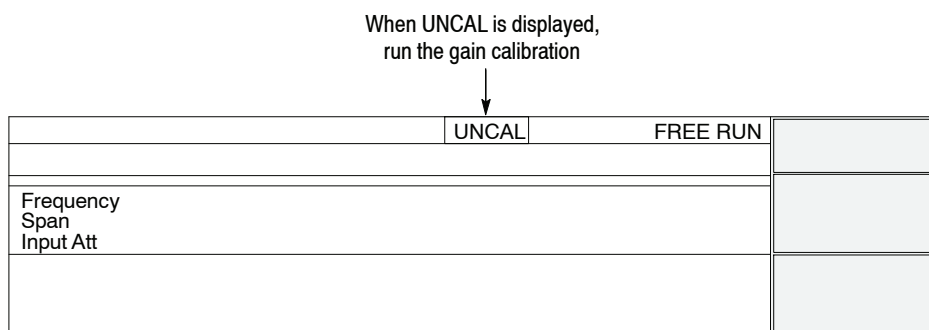 When UNCAL is displayed,
run the gain calibration
UNCAL FREE RUN
Frequency
Span
Input Att